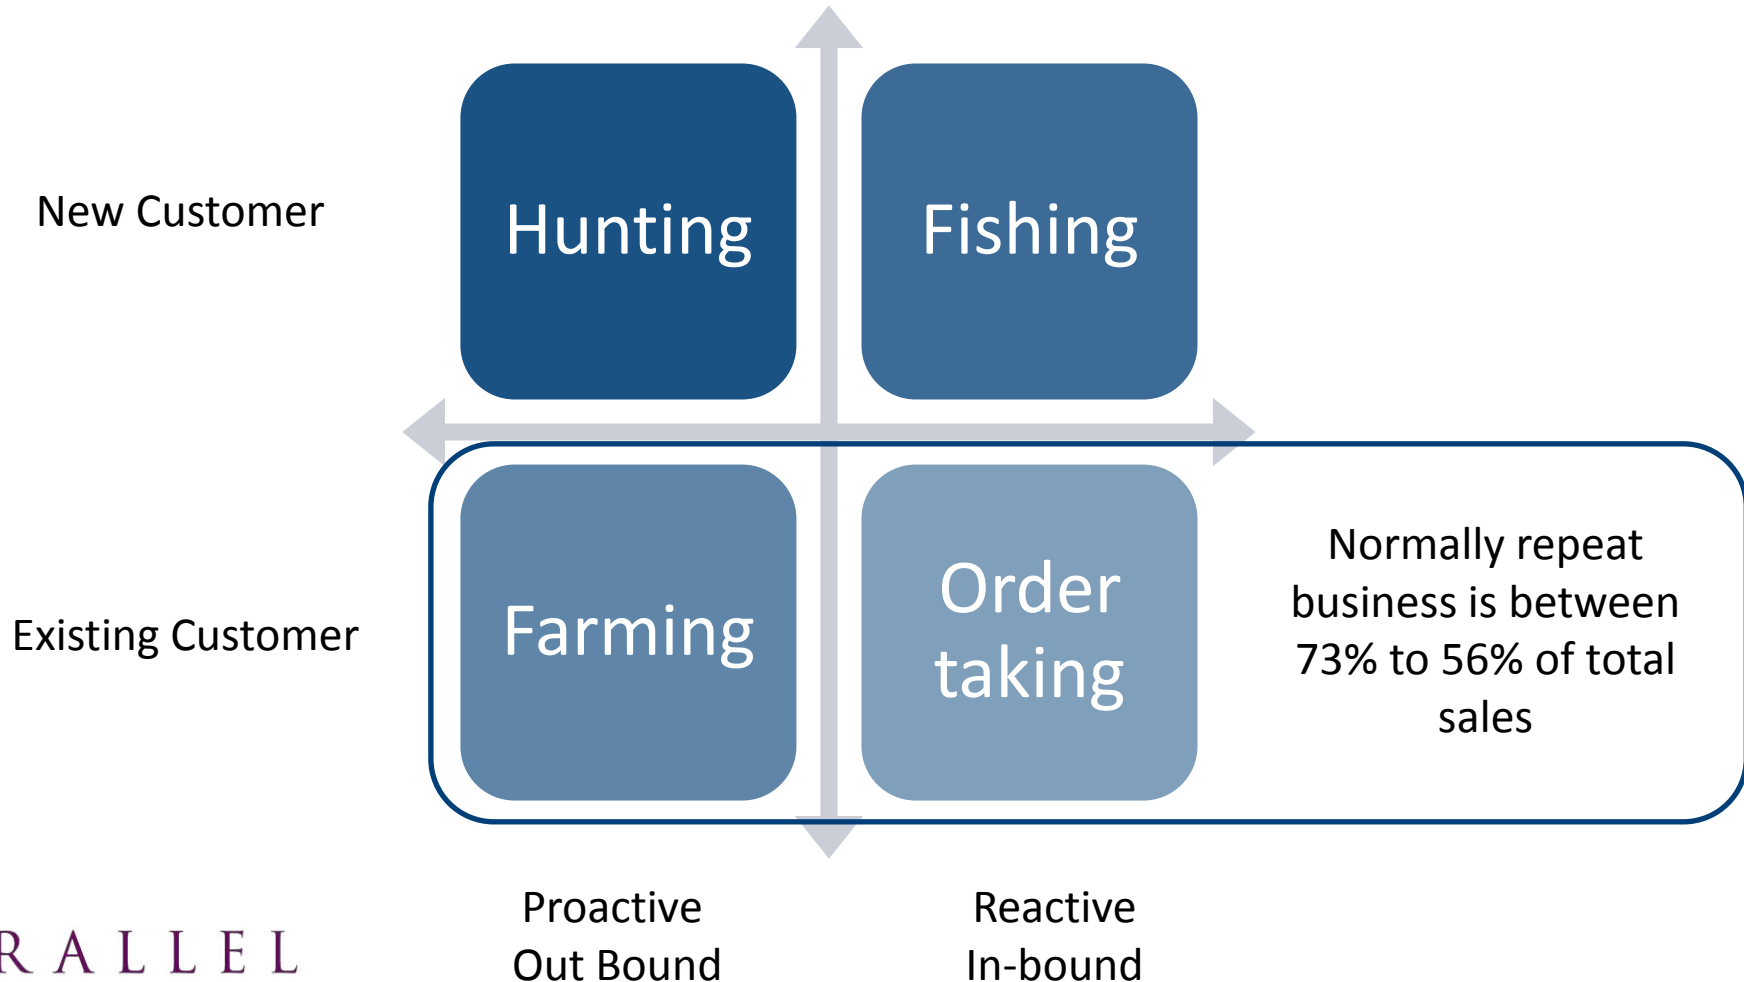 New Customer
Hunting
Fishing
Existing Customer
Farming
Order
taking
Normally repeat
business is between
73% to 56% of total
sales
Proactive
Out Bound
Reactive
In-bound
RALLEL